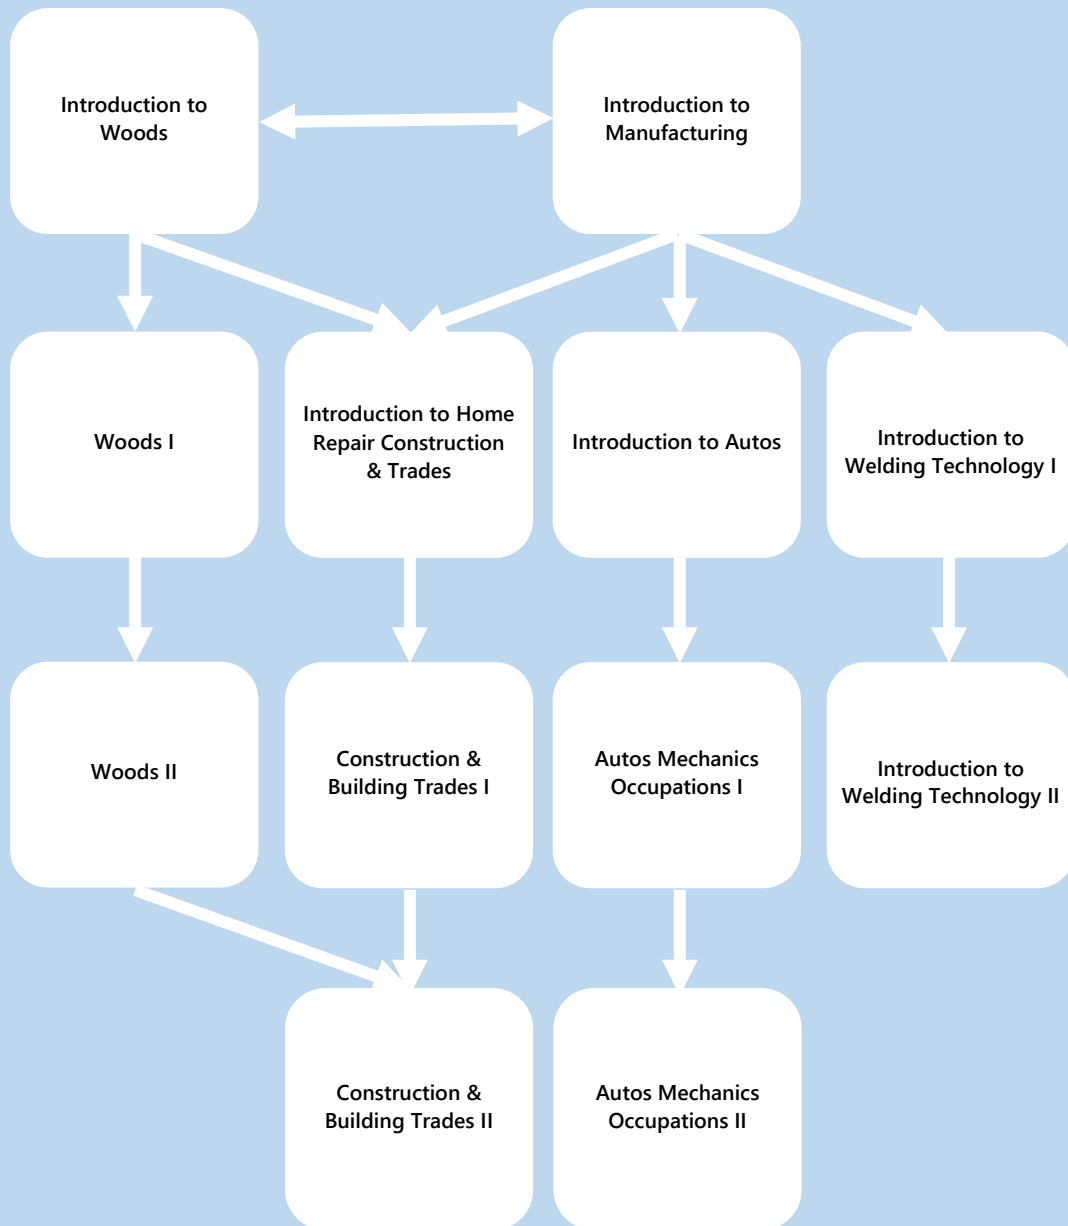 Introduction to
Woods
Introduction to
Manufacturing
Woods I
Introduction to Home
Repair Construction
& Trades
Introduction to Autos
Introduction to
Welding Technology I
Woods II
Construction &
Building Trades I
Autos Mechanics
Occupations I
Introduction to
Welding Technology II
Construction &
Building Trades II
Autos Mechanics
Occupations II